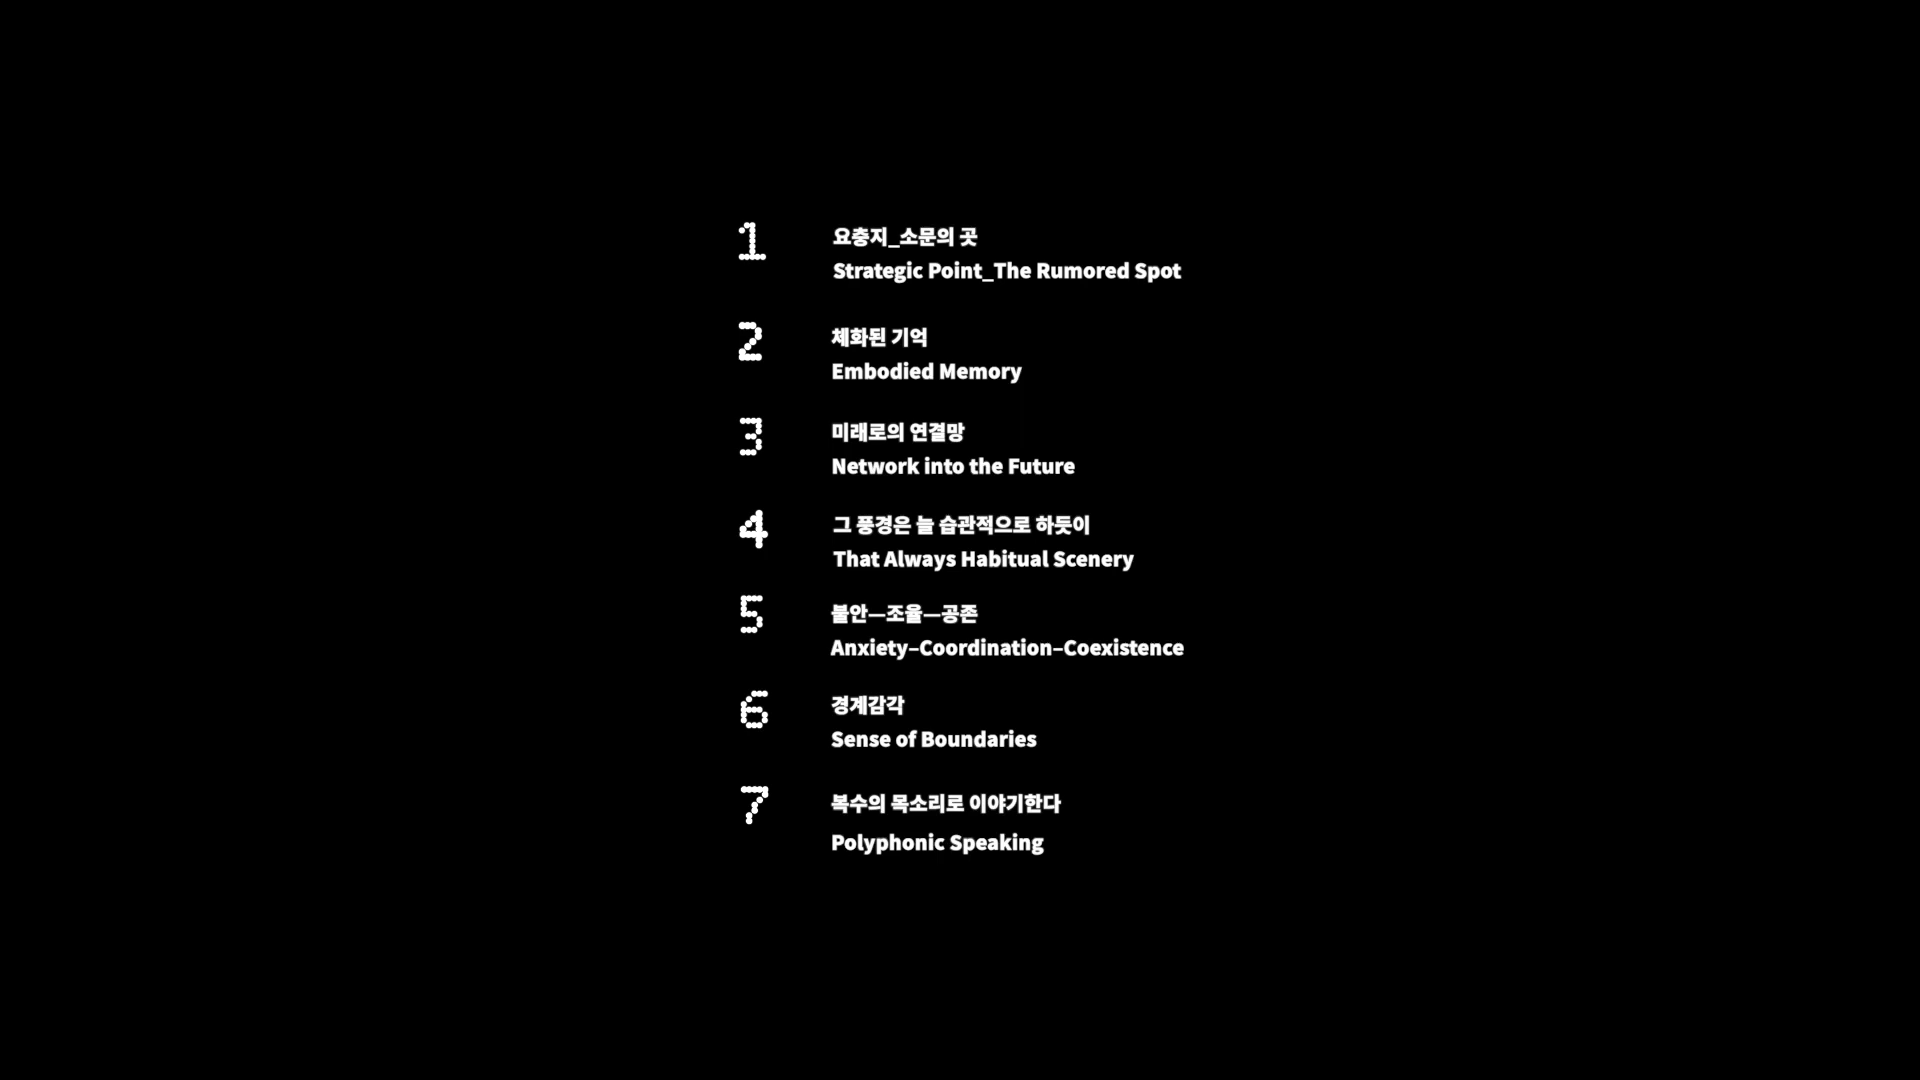 1
요충지_소문의 곳
Strategic Point_The Rumored Spot
2
체화된 기억
Embodied Memory
3
미래로의 연결망
Network into the Future
4
그 풍경은 늘 습관적으로 하듯이
That Always Habitual Scenery
5
불안—조율—공존
Anxiety–Coordination–Coexistence
6
경계감각
Sense of Boundaries
7
복수의 목소리로 이야기한다
Polyphonic Speaking